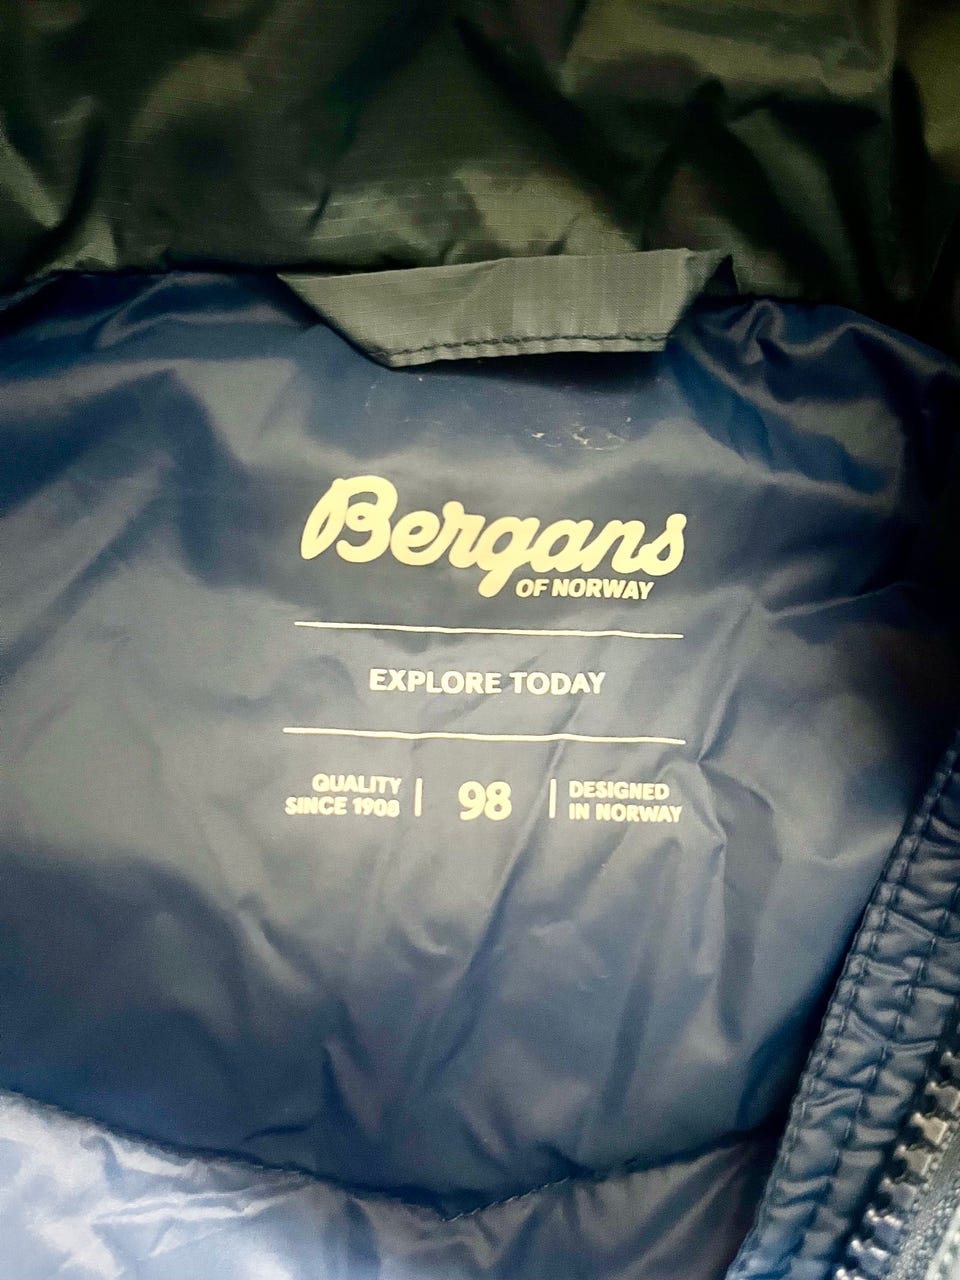 Bergans
OF NORWAY
EXPLORE TODAY
QUALITY
SINCE 1908
98
DESIGNED
IN NORWAY